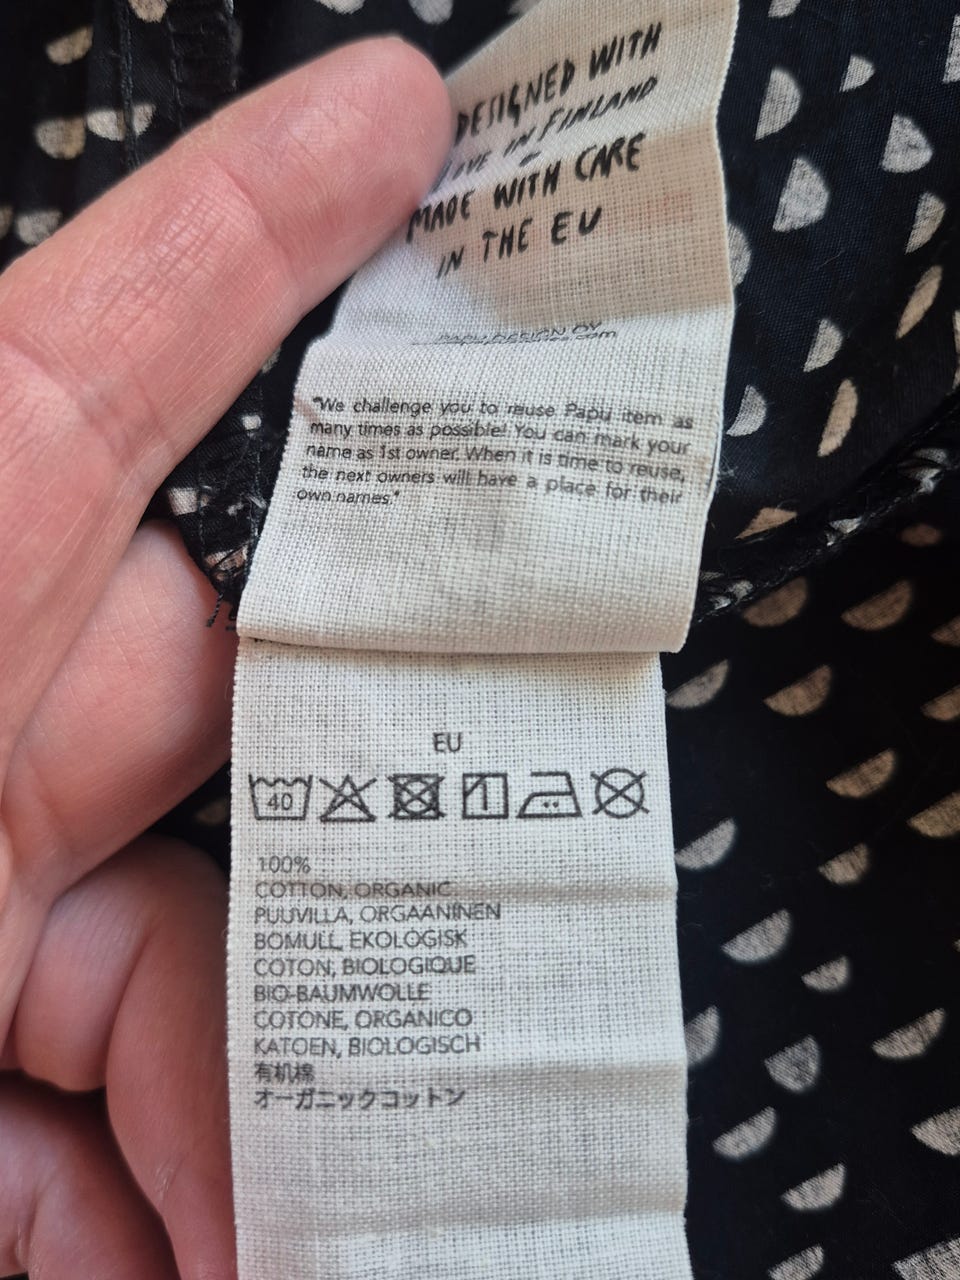 DESIGNED WITH
IN FINLAND
MADE WITH CARE
IN THE EU
PAPU DESIGN OY
"We challenge you to reuse Papu item as
many times as possible! You can mark your
name as 1st owner. When it is time to reuse,
the next owners will have a place for their
own names."
EU
40
100%
COTTON, ORGANIC
PUUVILLA, ORGAANINEN
BOMULL, EKOLOGISK
COTON, BIOLOGIQUE
BIO-BAUMWOLLE
COTONE, ORGANICO
KATOEN, BIOLOGISCH
有机棉
オーガニックコットン